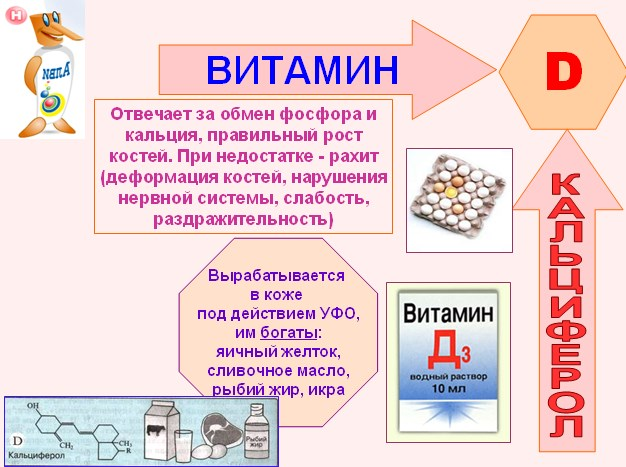 Н
NanA
ВИТАМИН
D
Отвечает за обмен фосфора и
кальция, правильный рост
костей. При недостатке - рахит
(деформация костей, нарушения
нервной системы, слабость,
раздражительность)
КАЛЬЦИФЕРОЛ
Вырабатывается
в коже
под действием УФО,
им богаты:
яичный желток,
сливочное масло,
рыбий жир, икра
Витамин
Д3
водный раствор
10 мл
OH
CH2
CH3
R
D
Кальциферол
Рыбий
жир